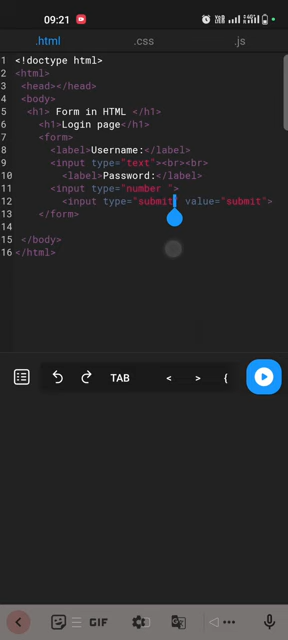 09:21
.html .css .js
1 <!doctype html>
2 <html>
3 <head></head>
4 <body>
5 <h1> Form in HTML </h1>
6 <h1>Login page</h1>
7 <form>
8 <label>Username:</label>
9 <input type="text"><br><br>
10 <label>Password:</label>
11 <input type="number ">
12 <input type="submit" value="submit">
13 </form>
14
15 </body>
16 </html>
TAB < > {
GIF